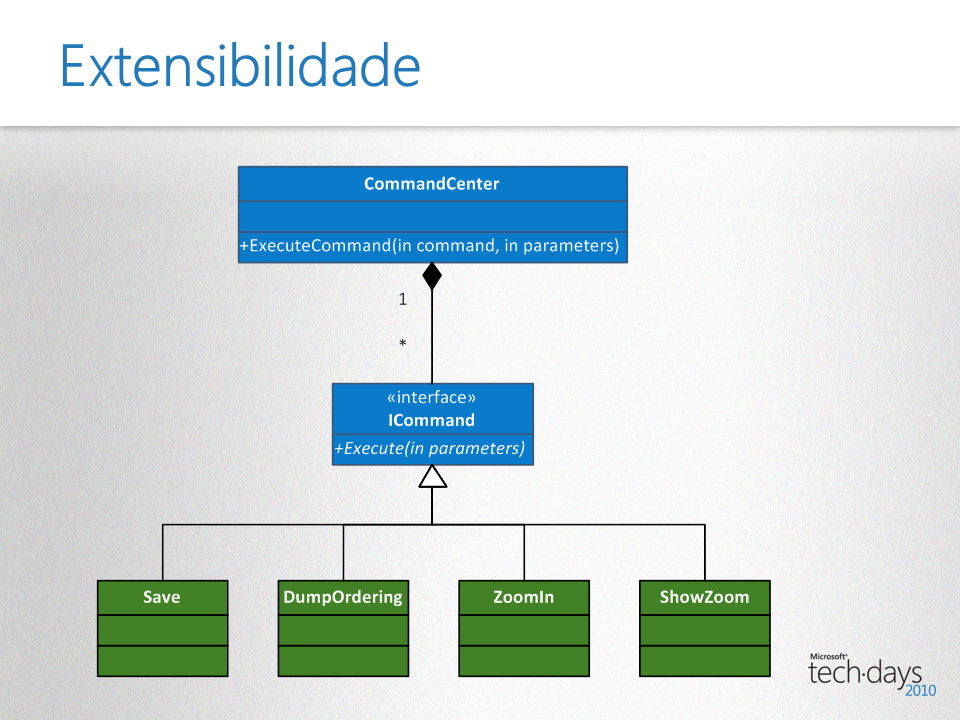 Extensibilidade
CommandCenter
+ExecuteCommand(in command, in parameters)
1
*
«interface»
ICommand
+Execute(in parameters)
Save
DumpOrdering
ZoomIn
ShowZoom
Microsoft®
tech·days
2010